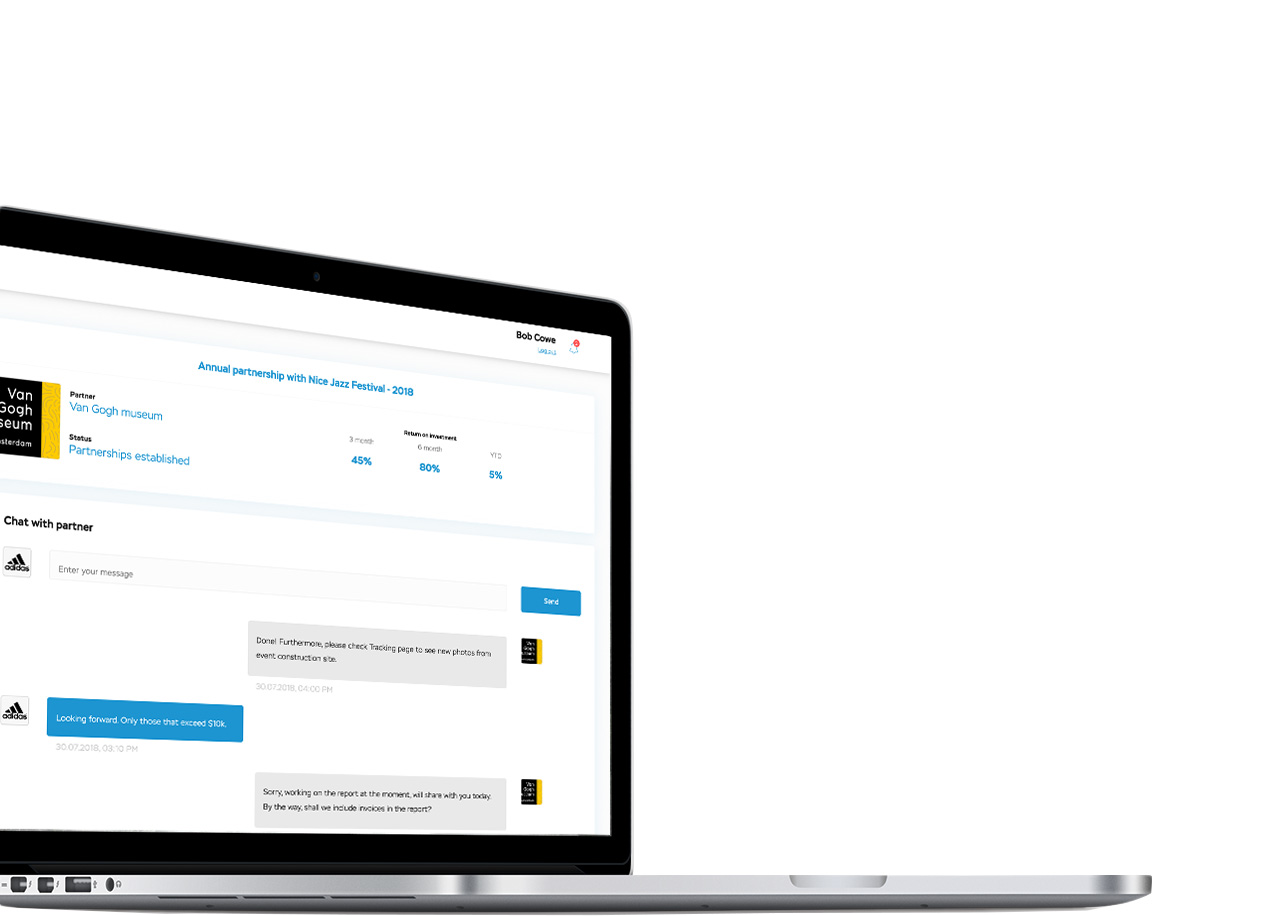 Bob Cowe
Log out
Annual partnership with Nice Jazz Festival - 2018
Van
Gogh
seum
sterdam
Partner
Van Gogh museum
Status
Partnerships established
Return on investment
3 month
6 month
YTD
45%
80%
5%
Chat with partner
adidas
Enter your message
Send
Done! Furthermore, please check Tracking page to see new photos from
event construction site.
30.07.2018, 04:00 PM
adidas
Looking forward. Only those that exceed $10k.
30.07.2018, 03:10 PM
Sorry, working on the report at the moment, will share with you today.
By the way, shall we include invoices in the report?